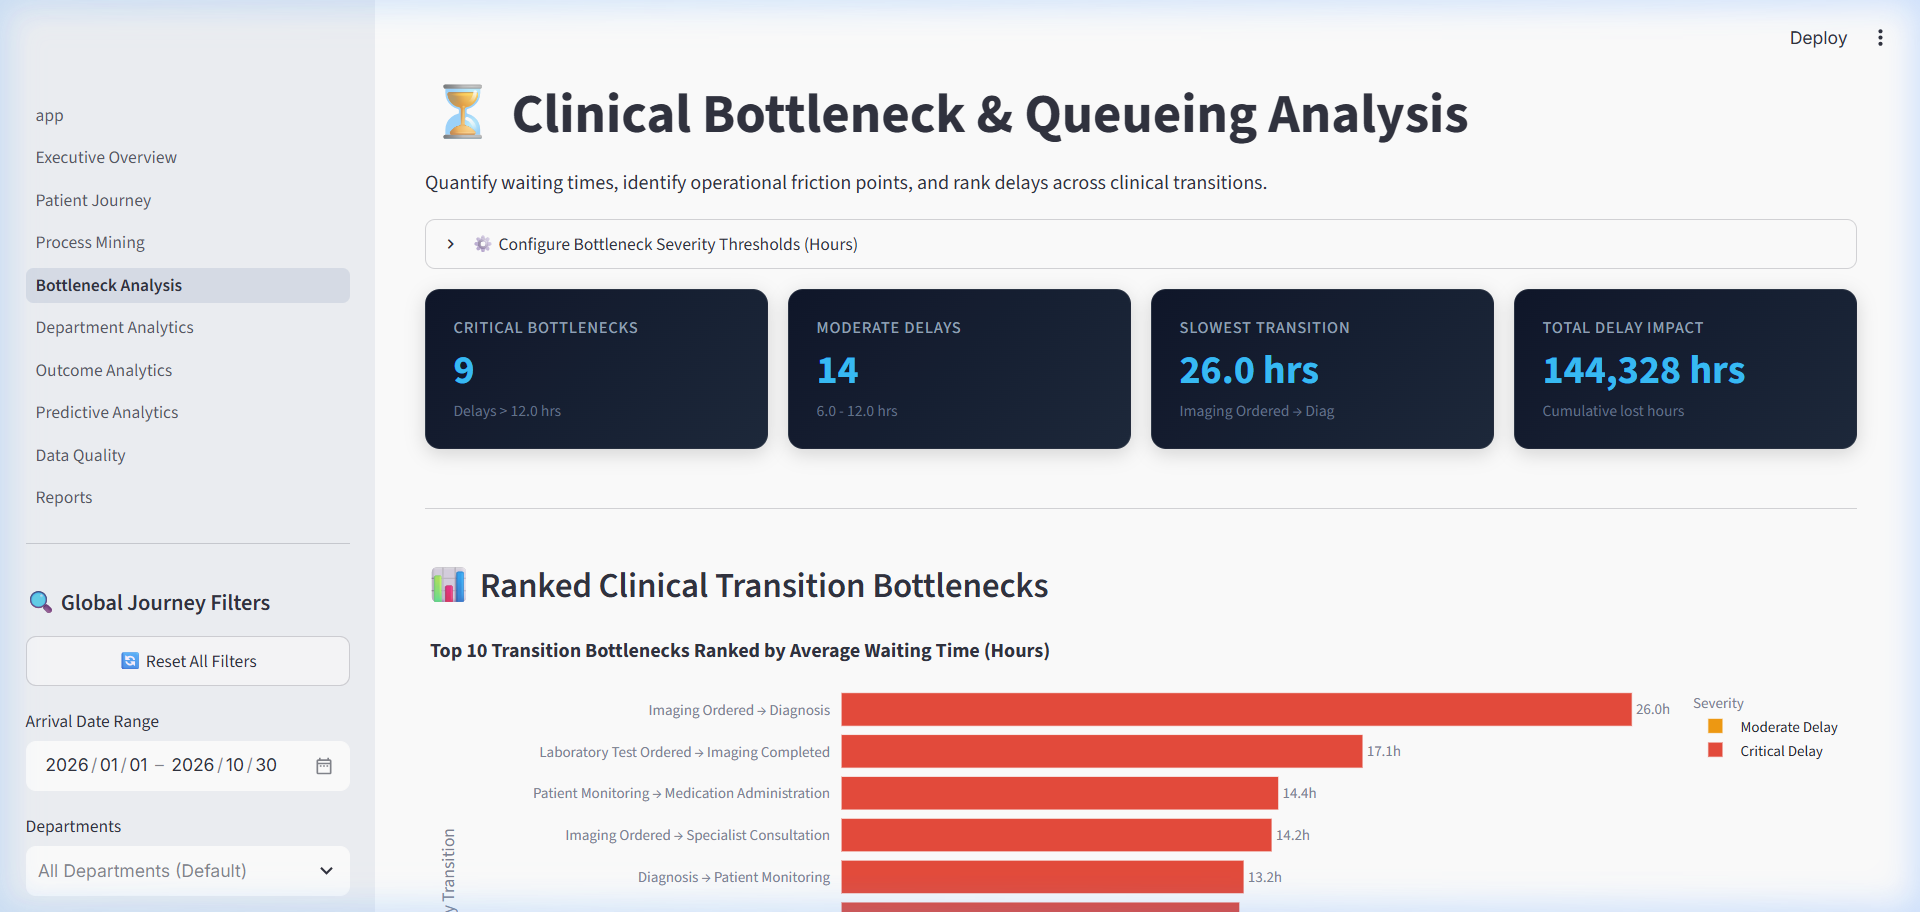 Deploy
app
Executive Overview
Patient Journey
Process Mining
Bottleneck Analysis
Department Analytics
Outcome Analytics
Predictive Analytics
Data Quality
Reports
Global Journey Filters
Reset All Filters
Arrival Date Range
2026/01/01 – 2026/10/30
Departments
All Departments (Default)
Clinical Bottleneck & Queueing Analysis
Quantify waiting times, identify operational friction points, and rank delays across clinical transitions.
Configure Bottleneck Severity Thresholds (Hours)
CRITICAL BOTTLENECKS
9
Delays > 12.0 hrs
MODERATE DELAYS
14
6.0 - 12.0 hrs
SLOWEST TRANSITION
26.0 hrs
Imaging Ordered → Diag
TOTAL DELAY IMPACT
144,328 hrs
Cumulative lost hours
Ranked Clinical Transition Bottlenecks
Top 10 Transition Bottlenecks Ranked by Average Waiting Time (Hours)
Imaging Ordered → Diagnosis 26.0h
Laboratory Test Ordered → Imaging Completed 17.1h
Patient Monitoring → Medication Administration 14.4h
Imaging Ordered → Specialist Consultation 14.2h
Diagnosis → Patient Monitoring 13.2h
Transition
Severity
Moderate Delay
Critical Delay